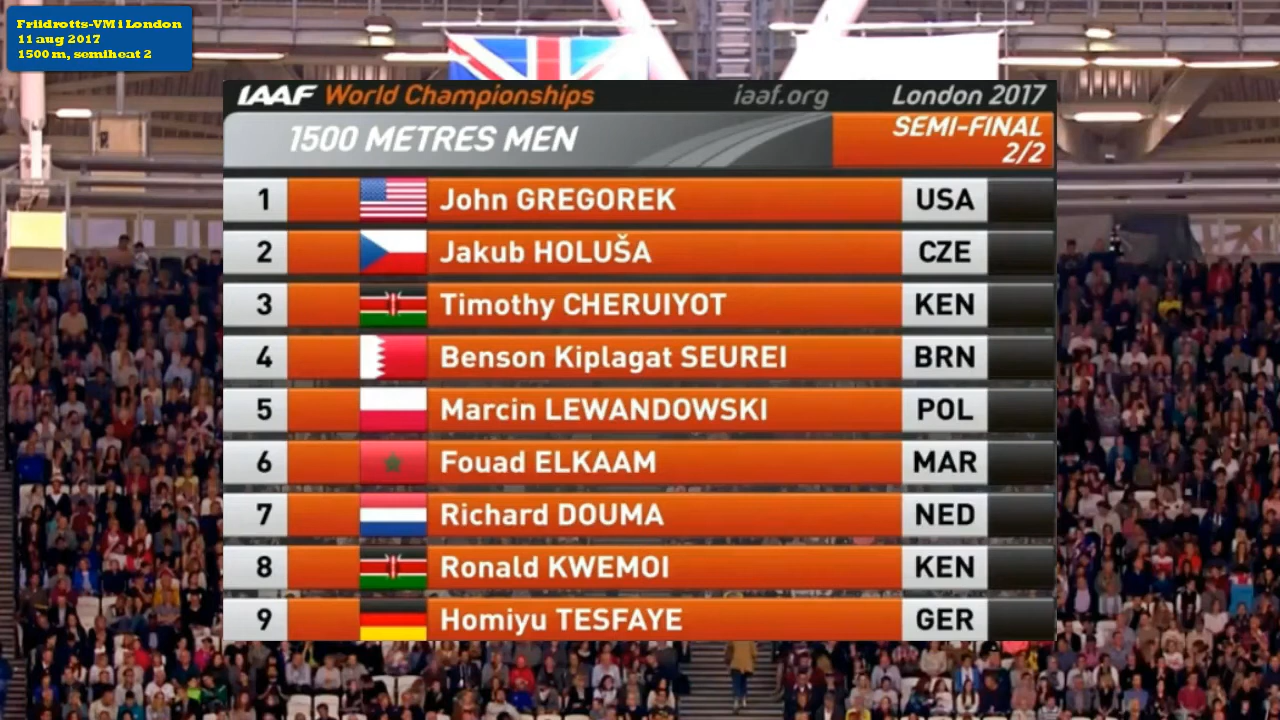 Friidrotts-VM i London
11 aug 2017
1500 m, semiheat 2
IAAF World Championships iaaf.org London 2017
1500 METRES MEN SEMI-FINAL
2/2
1 John GREGOREK USA
2 Jakub HOLUŠA CZE
3 Timothy CHERUIYOT KEN
4 Benson Kiplagat SEUREI BRN
5 Marcin LEWANDOWSKI POL
6 Fouad ELKAAM MAR
7 Richard DOUMA NED
8 Ronald KWEMOI KEN
9 Homiyu TESFAYE GER